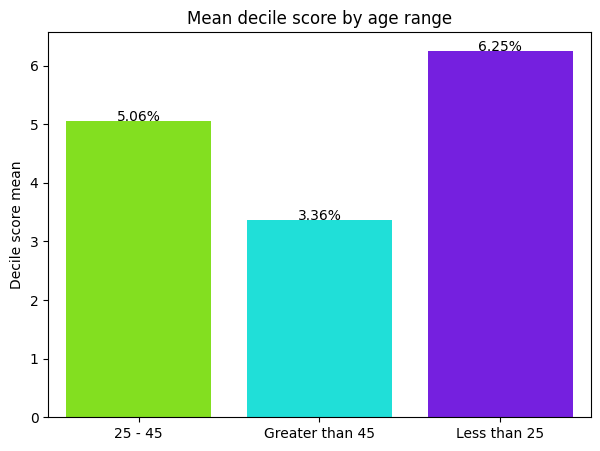 Mean decile score by age range
Decile score mean
6
5
4
3
2
1
0
5.06%
3.36%
6.25%
25 - 45
Greater than 45
Less than 25